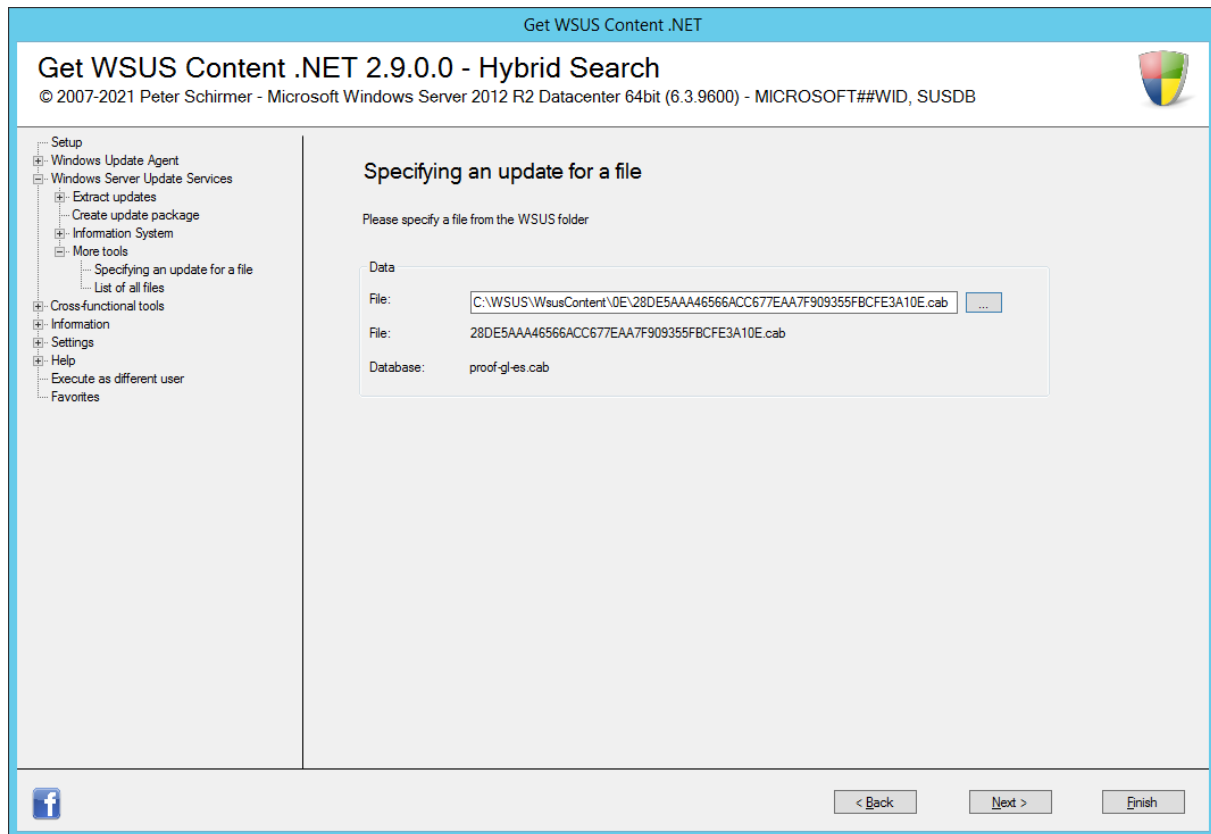 Get WSUS Content .NET
Get WSUS Content .NET 2.9.0.0 - Hybrid Search
© 2007-2021 Peter Schirmer - Microsoft Windows Server 2012 R2 Datacenter 64bit (6.3.9600) - MICROSOFT##WID, SUSDB
Setup
Windows Update Agent
Windows Server Update Services
Extract updates
Create update package
Information System
More tools
Specifying an update for a file
List of all files
Cross-functional tools
Information
Settings
Help
Execute as different user
Favorites
Specifying an update for a file
Please specify a file from the WSUS folder
Data
File: C:\WSUS\WsusContent\0E\28DE5AAA46566ACC677EAA7F909355FBCFE3A10E.cab ...
File: 28DE5AAA46566ACC677EAA7F909355FBCFE3A10E.cab
Database: proof-gl-es.cab
f
< Back Next > Finish